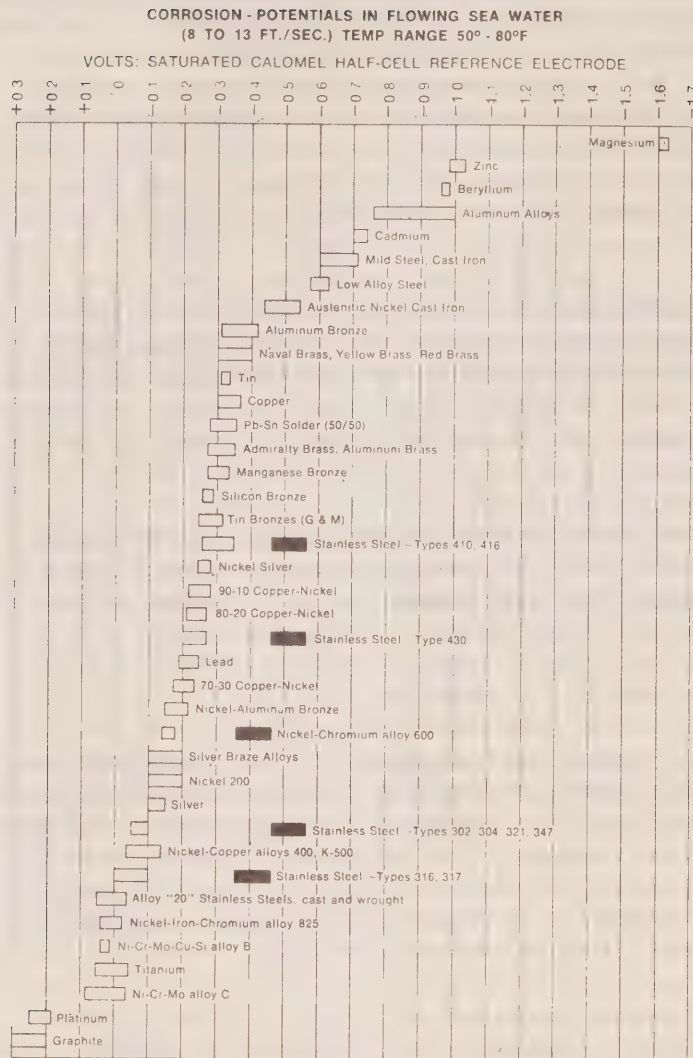 CORROSION - POTENTIALS IN FLOWING SEA WATER
(8 TO 13 FT./SEC.) TEMP RANGE 50º - 80ºF
VOLTS: SATURATED CALOMEL HALF-CELL REFERENCE ELECTRODE
+0 3 +0 2 +0 1 0 -0 1 -0 2 -0 3 -0 4 -0 5 -0 6 -0 7 -0 8 -0 9 -1 0 -1 1 -1 2 -1 3 -1 4 -1 5 -1 6 -1 7
Magnesium
Zinc
Beryllium
Aluminum Alloys
Cadmium
Mild Steel, Cast Iron
Low Alloy Steel
Austenitic Nickel Cast Iron
Aluminum Bronze
Naval Brass, Yellow Brass, Red Brass
Tin
Copper
Pb-Sn Solder (50/50)
Admiralty Brass, Aluminum Brass
Manganese Bronze
Silicon Bronze
Tin Bronzes (G & M)
Stainless Steel - Types 410, 416
Nickel Silver
90-10 Copper-Nickel
80-20 Copper-Nickel
Stainless Steel Type 430
Lead
70-30 Copper-Nickel
Nickel-Aluminum Bronze
Nickel-Chromium alloy 600
Silver Braze Alloys
Nickel 200
Silver
Stainless Steel - Types 302, 304, 321, 347
Nickel-Copper alloys 400, K-500
Stainless Steel - Types 316, 317
Alloy "20" Stainless Steels, cast and wrought
Nickel-Iron-Chromium alloy 825
Ni-Cr-Mo-Cu-Si alloy B
Titanium
Ni-Cr-Mo alloy C
Platinum
Graphite